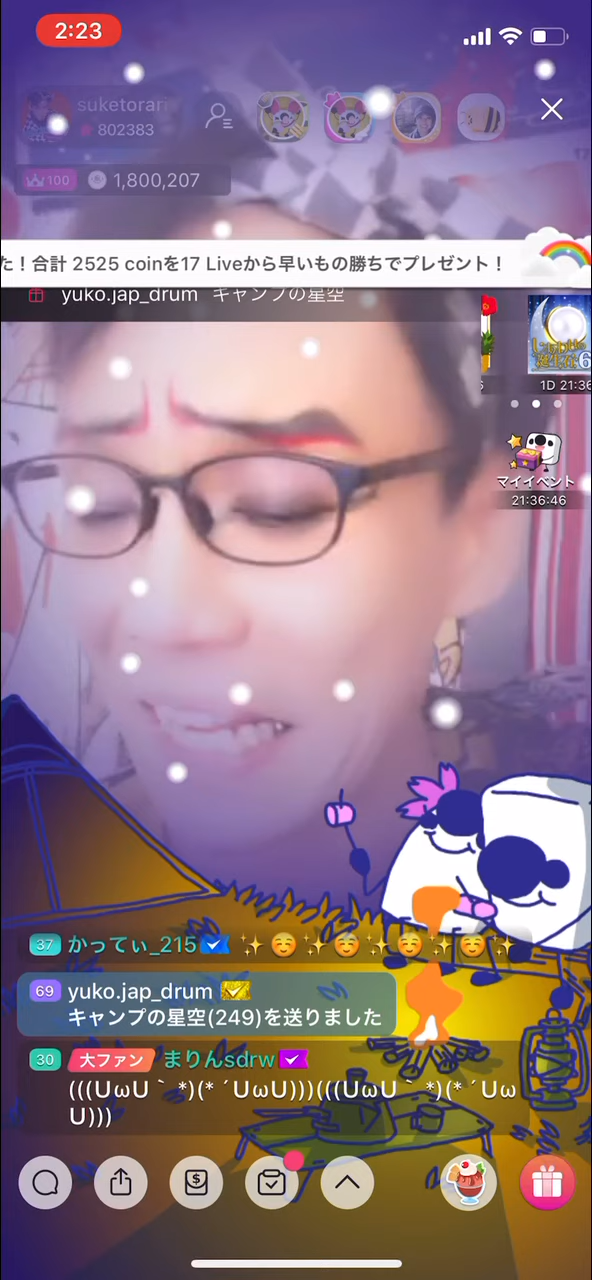 2:23
suketorari
802383
100
1,800,207
た！合計 2525 coinを17 Liveから早いもの勝ちでプレゼント！
yuko.jap_drum キャンプの星空
1D 21:36
マイイベント
21:36:46
37 かってぃ_215 ✨☺️✨☺️✨☺️✨☺️✨
69 yuko.jap_drum
キャンプの星空(249)を送りました
30 大ファン まりんsdrw
(((UωU｀*)(*´UωU)))(((UωU｀*)(*´Uω
U)))